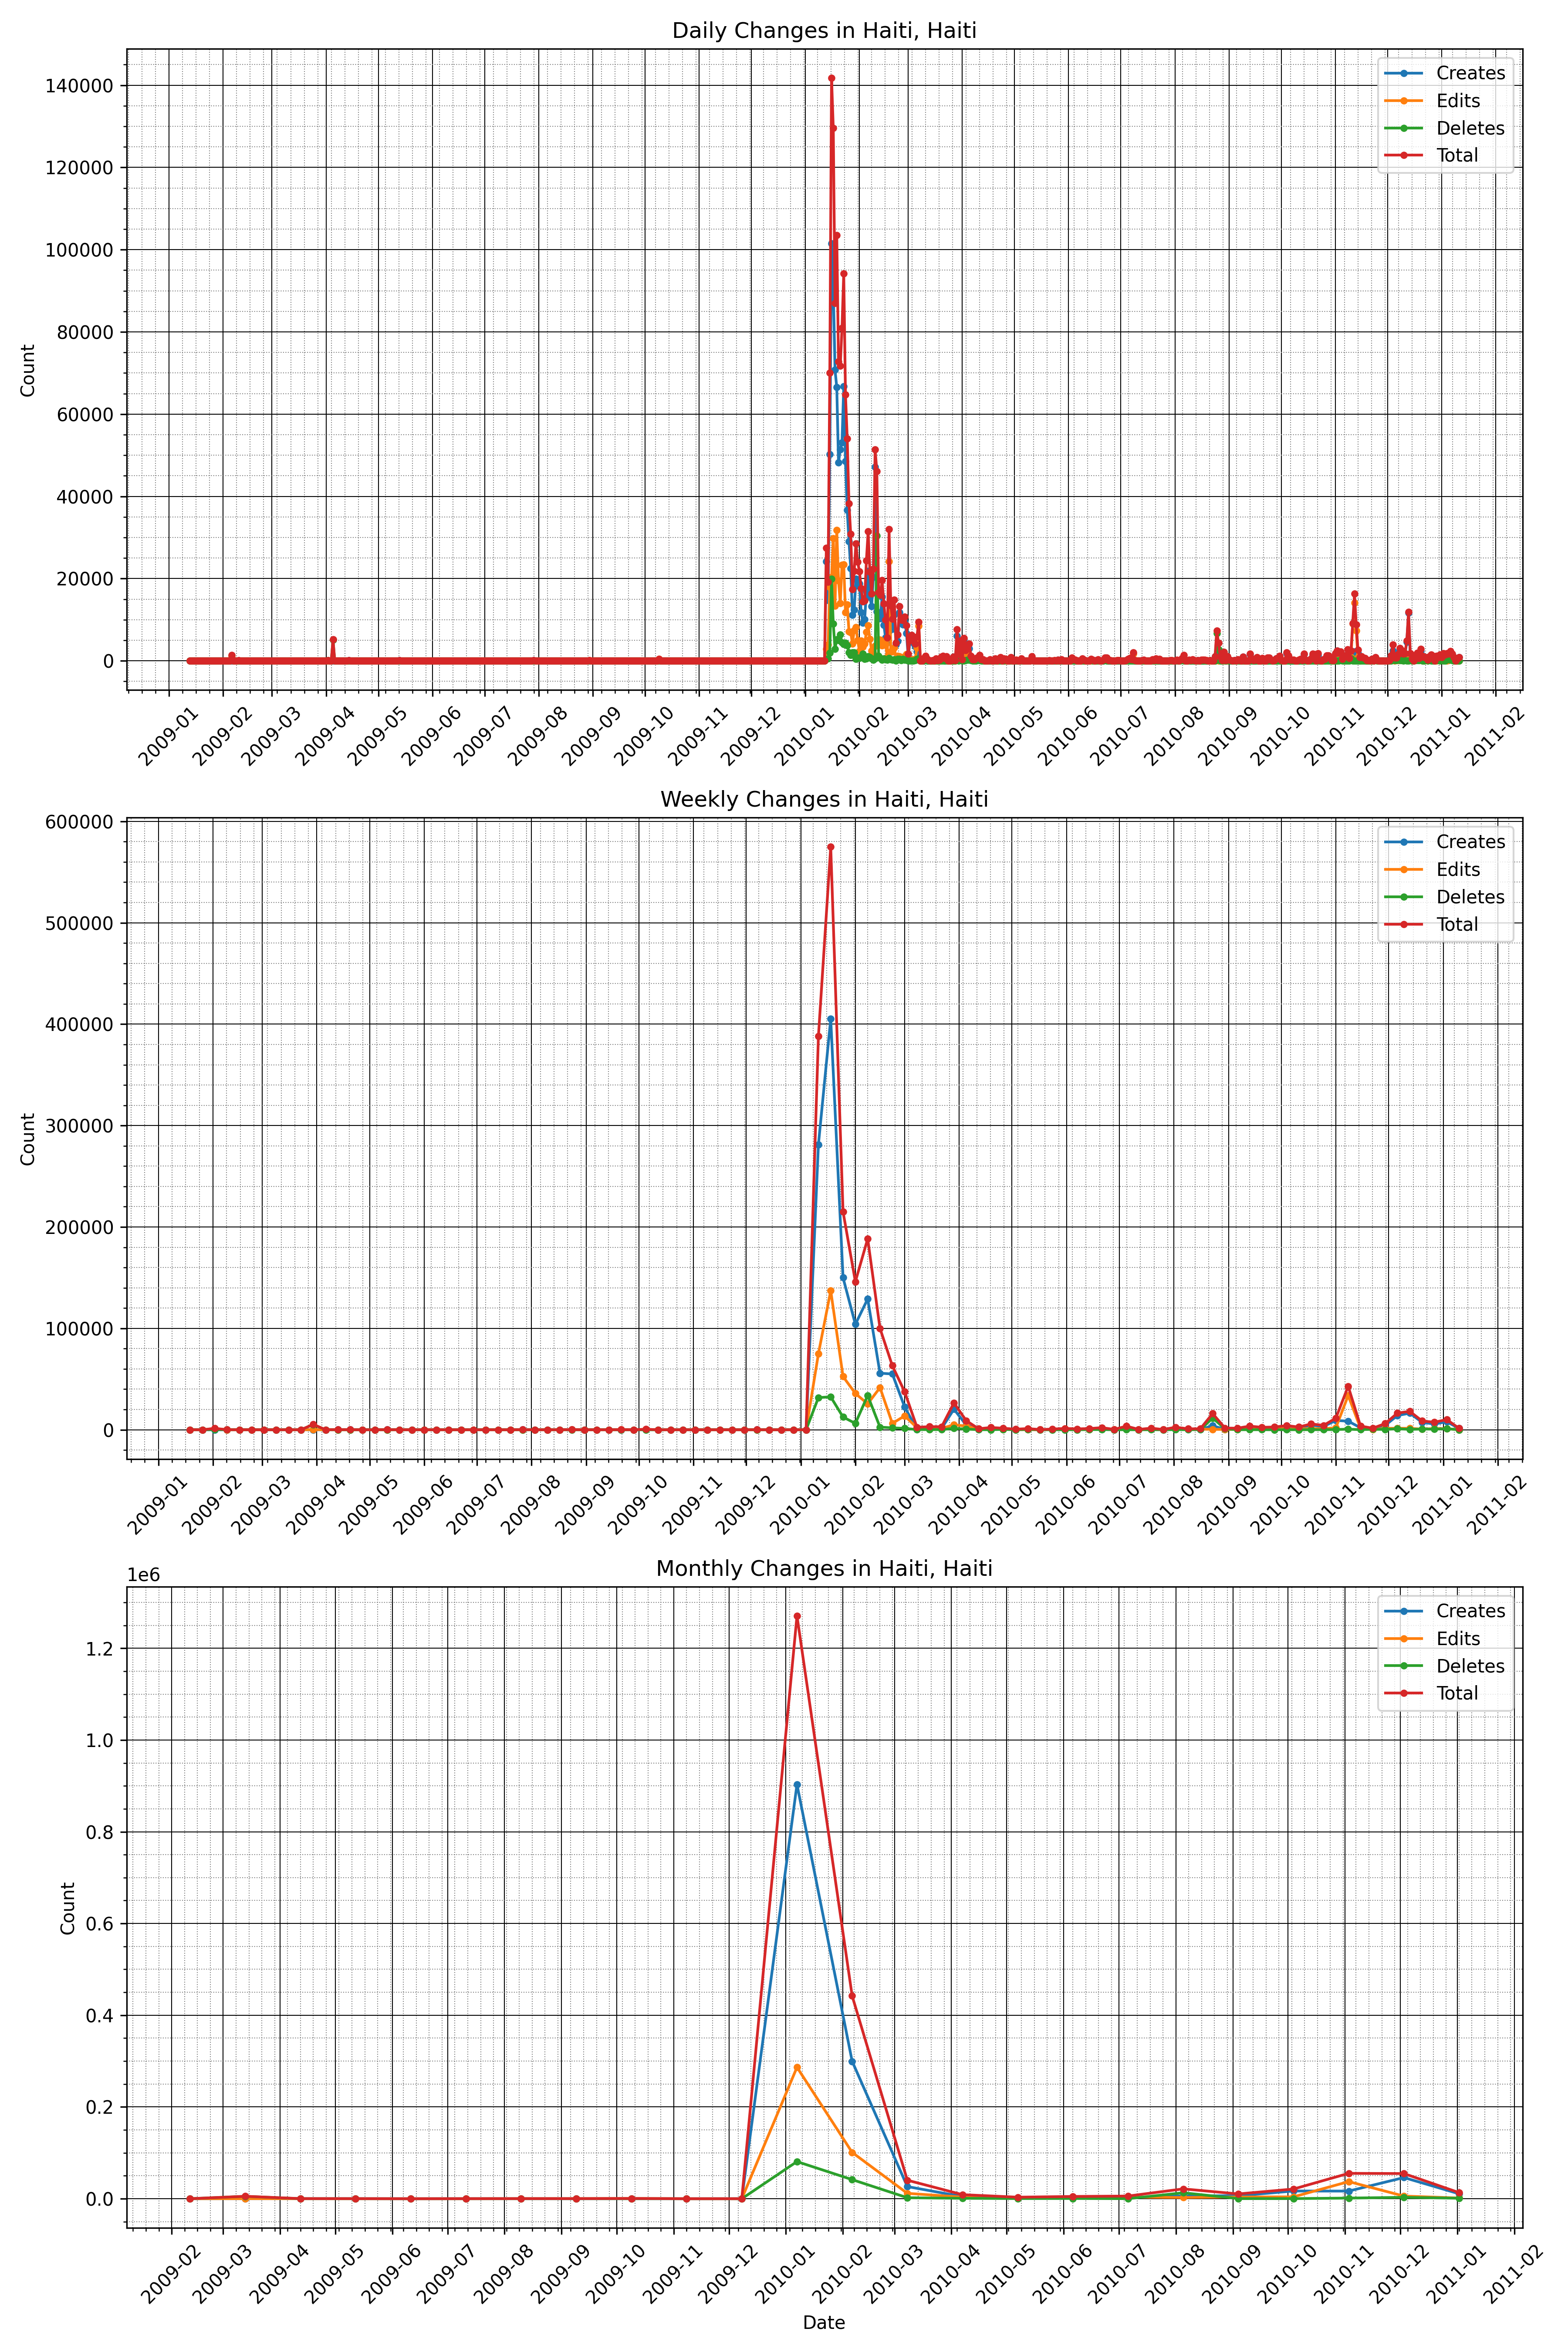 Daily Changes in Haiti, Haiti
Creates
Edits
Deletes
Total
140000
120000
100000
80000
60000
40000
20000
0
Count
2009-01 2009-02 2009-03 2009-04 2009-05 2009-06 2009-07 2009-08 2009-09 2009-10 2009-11 2009-12 2010-01 2010-02 2010-03 2010-04 2010-05 2010-06 2010-07 2010-08 2010-09 2010-10 2010-11 2010-12 2011-01 2011-02
Weekly Changes in Haiti, Haiti
Creates
Edits
Deletes
Total
600000
500000
400000
300000
200000
100000
0
Count
2009-01 2009-02 2009-03 2009-04 2009-05 2009-06 2009-07 2009-08 2009-09 2009-10 2009-11 2009-12 2010-01 2010-02 2010-03 2010-04 2010-05 2010-06 2010-07 2010-08 2010-09 2010-10 2010-11 2010-12 2011-01 2011-02
Monthly Changes in Haiti, Haiti
1e6
Creates
Edits
Deletes
Total
1.2
1.0
0.8
0.6
0.4
0.2
0.0
Count
2009-02 2009-03 2009-04 2009-05 2009-06 2009-07 2009-08 2009-09 2009-10 2009-11 2009-12 2010-01 2010-02 2010-03 2010-04 2010-05 2010-06 2010-07 2010-08 2010-09 2010-10 2010-11 2010-12 2011-01 2011-02
Date